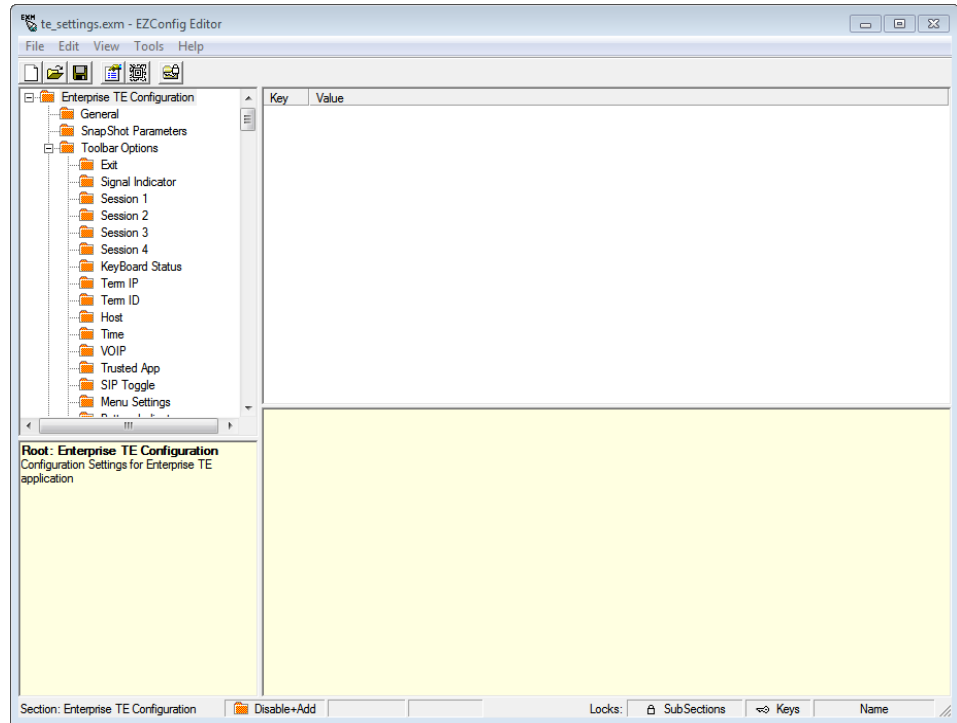 EXM te_settings.exm - EZConfig Editor
File Edit View Tools Help
Enterprise TE Configuration
General
SnapShot Parameters
Toolbar Options
Exit
Signal Indicator
Session 1
Session 2
Session 3
Session 4
KeyBoard Status
Term IP
Term ID
Host
Time
VOIP
Trusted App
SIP Toggle
Menu Settings
Key Value
Root: Enterprise TE Configuration
Configuration Settings for Enterprise TE
application
Section: Enterprise TE Configuration Disable+Add Locks: SubSections Keys Name